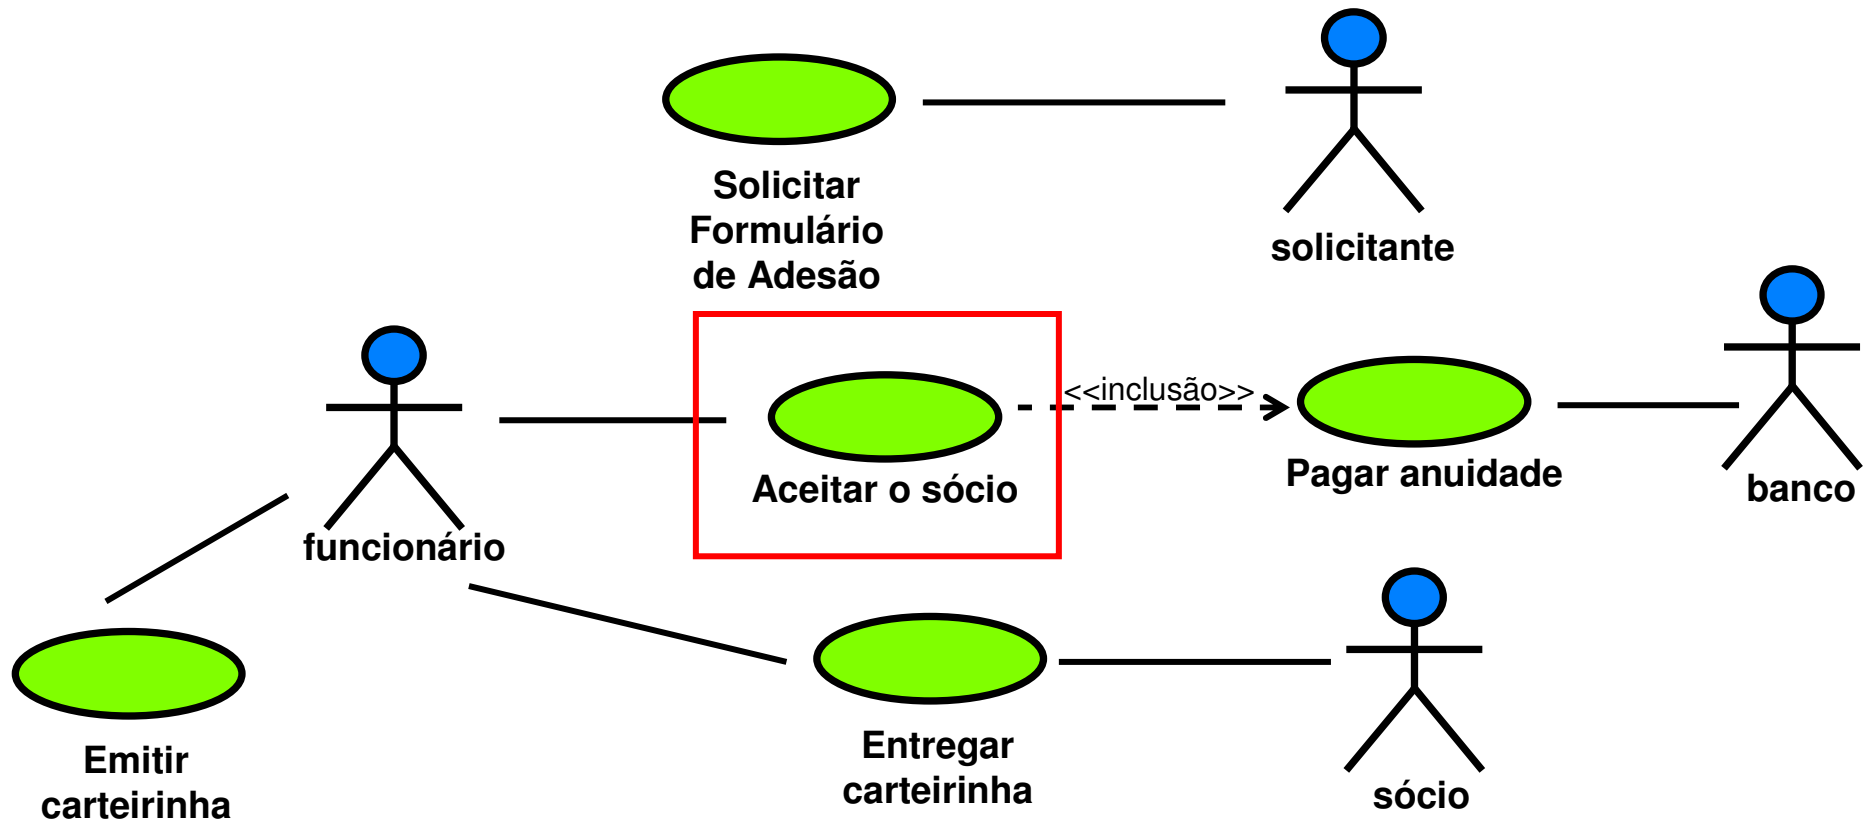 Solicitar
Formulário
de Adesão
solicitante
<<inclusão>>
Aceitar o sócio
Pagar anuidade
banco
funcionário
Emitir
carteirinha
Entregar
carteirinha
sócio